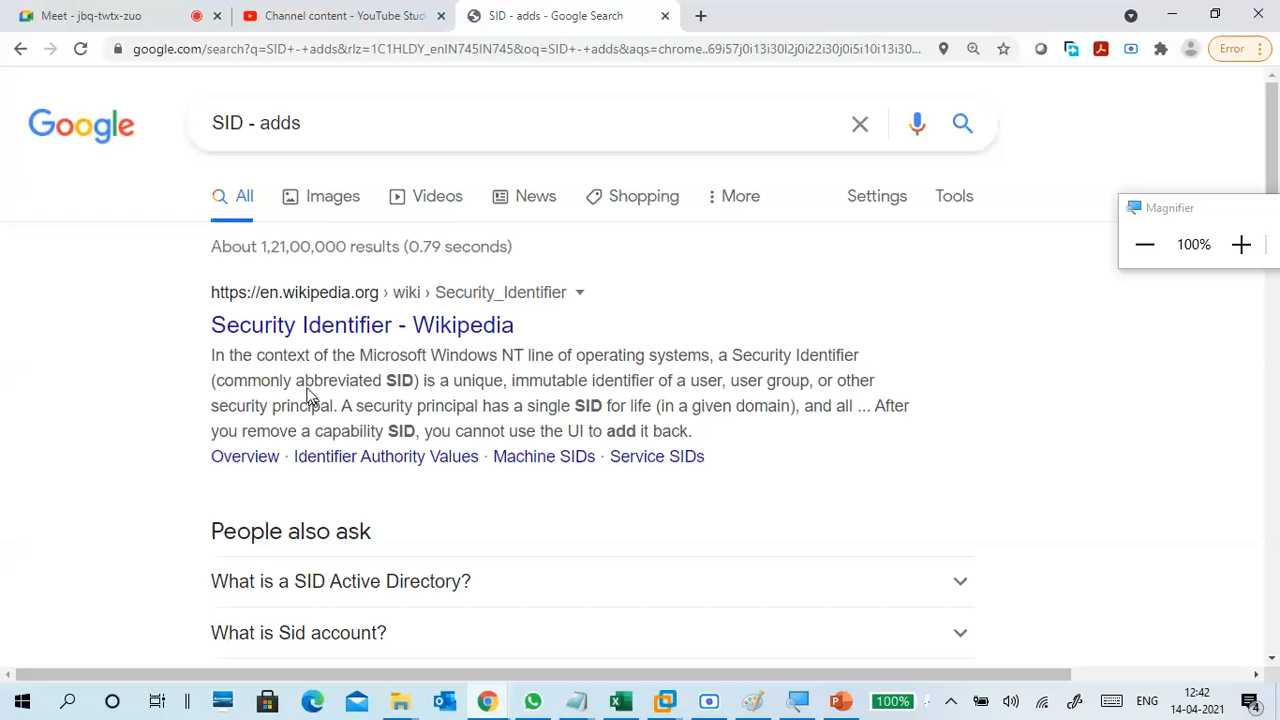 Meet - jbq-twtx-zuo
Channel content - YouTube Stud
SID - adds - Google Search
google.com/search?q=SID+-+adds&rlz=1C1HLDY_enIN745IN745&oq=SID+-+adds&aqs=chrome..69i57j0i13i30l2j0i22i30j0i5i10i13i30...
Error
Google
SID - adds
All
Images
Videos
News
Shopping
More
Settings
Tools
Magnifier
100%
About 1,21,00,000 results (0.79 seconds)
https://en.wikipedia.org › wiki › Security_Identifier
Security Identifier - Wikipedia
In the context of the Microsoft Windows NT line of operating systems, a Security Identifier
(commonly abbreviated SID) is a unique, immutable identifier of a user, user group, or other
security principal. A security principal has a single SID for life (in a given domain), and all ... After
you remove a capability SID, you cannot use the UI to add it back.
Overview · Identifier Authority Values · Machine SIDs · Service SIDs
People also ask
What is a SID Active Directory?
What is Sid account?
100%
ENG
12:42
14-04-2021
4